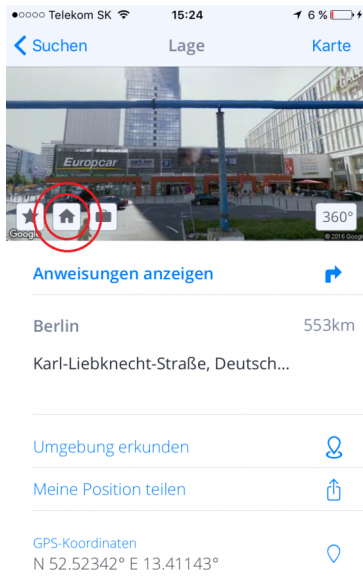 Telekom SK 15:24 6 %
Suchen Lage Karte
Europcar
360°
Google © 2016 Google
Anweisungen anzeigen
Berlin 553km
Karl-Liebknecht-Straße, Deutsch...
Umgebung erkunden
Meine Position teilen
GPS-Koordinaten
N 52.52342° E 13.41143°